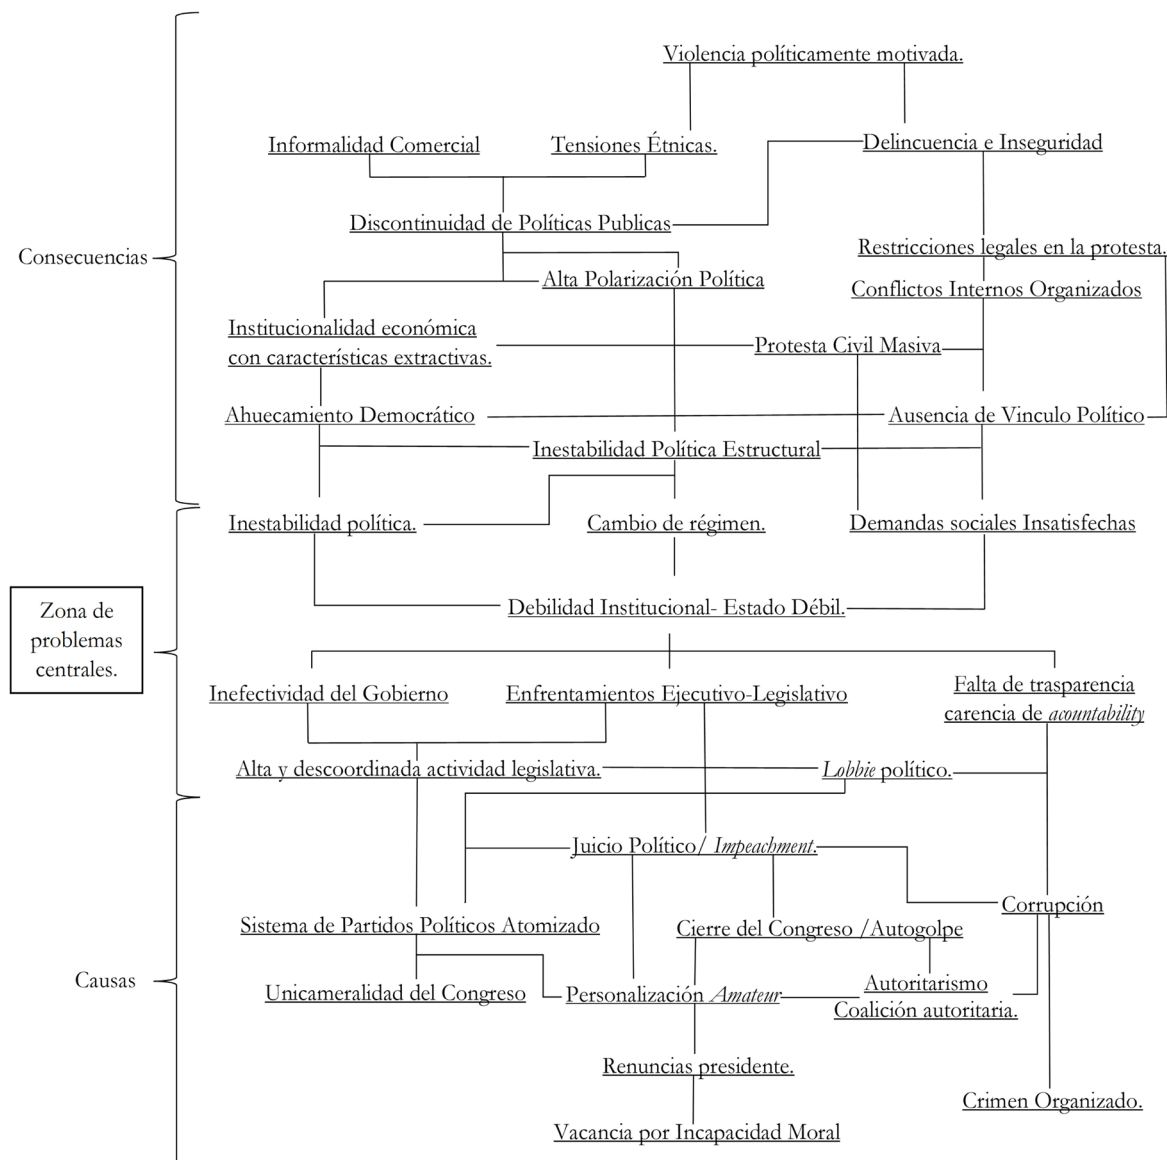 Violencia políticamente motivada.
Informalidad Comercial
Tensiones Étnicas.
Delincuencia e Inseguridad
Discontinuidad de Políticas Publicas
Consecuencias
Restricciones legales en la protesta.
Alta Polarización Política
Conflictos Internos Organizados
Institucionalidad económica
con características extractivas.
Protesta Civil Masiva
Ahuecamiento Democrático
Ausencia de Vinculo Político
Inestabilidad Política Estructural
Inestabilidad política.
Cambio de régimen.
Demandas sociales Insatisfechas
Zona de
problemas
centrales.
Debilidad Institucional- Estado Débil.
Inefectividad del Gobierno
Enfrentamientos Ejecutivo-Legislativo
Falta de trasparencia
carencia de acountability
Alta y descoordinada actividad legislativa.
Lobbie político.
Juicio Político/ Impeachment.
Corrupción
Sistema de Partidos Políticos Atomizado
Cierre del Congreso /Autogolpe
Causas
Unicameralidad del Congreso
Personalización Amateur
Autoritarismo
Coalición autoritaria.
Renuncias presidente.
Crimen Organizado.
Vacancia por Incapacidad Moral